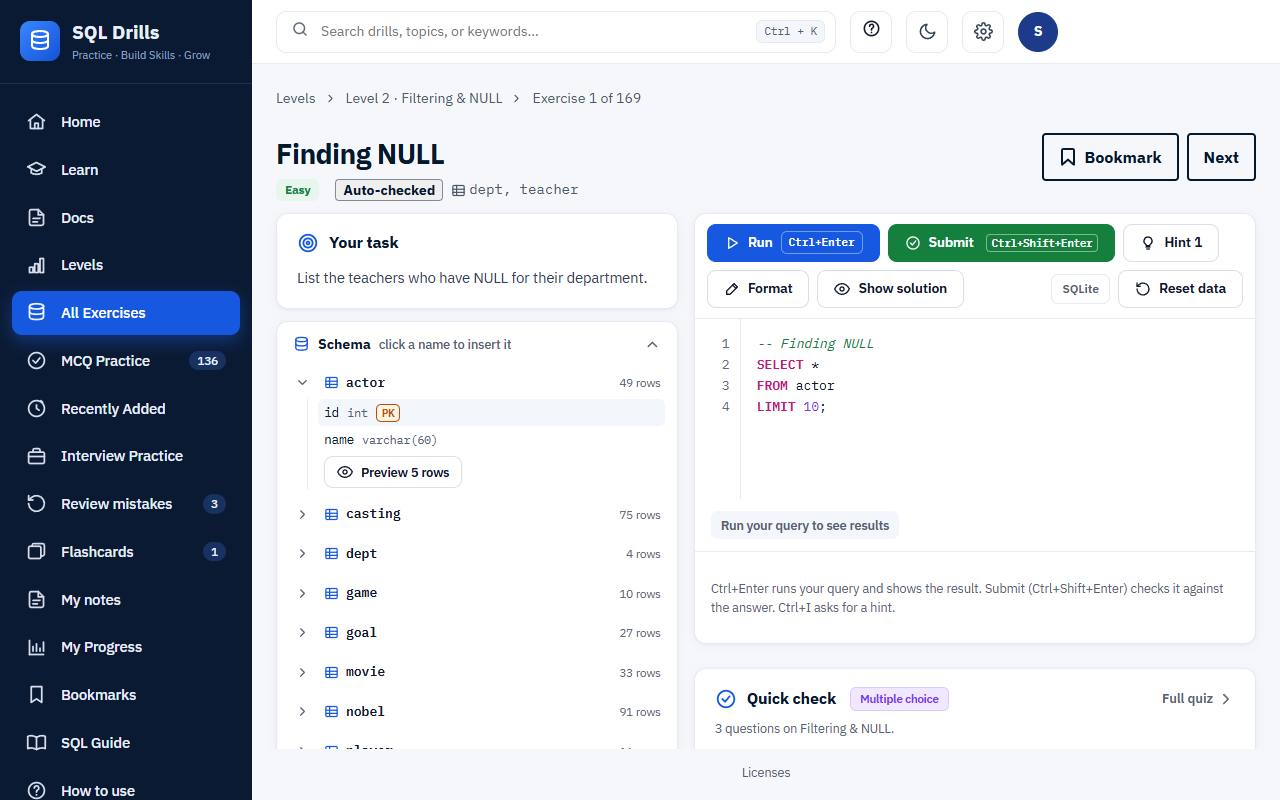 SQL Drills
Practice · Build Skills · Grow
Home
Learn
Docs
Levels
All Exercises
MCQ Practice 136
Recently Added
Interview Practice
Review mistakes 3
Flashcards 1
My notes
My Progress
Bookmarks
SQL Guide
How to use
Search drills, topics, or keywords... Ctrl + K
S
Levels > Level 2 · Filtering & NULL > Exercise 1 of 169
Finding NULL
Easy Auto-checked dept, teacher
Bookmark Next
Your task
List the teachers who have NULL for their department.
Schema click a name to insert it
actor 49 rows
id int PK
name varchar(60)
Preview 5 rows
casting 75 rows
dept 4 rows
game 10 rows
goal 27 rows
movie 33 rows
nobel 91 rows
Run Ctrl+Enter Submit Ctrl+Shift+Enter Hint 1
Format Show solution SQLite Reset data
1 -- Finding NULL
2 SELECT *
3 FROM actor
4 LIMIT 10;
Run your query to see results
Ctrl+Enter runs your query and shows the result. Submit (Ctrl+Shift+Enter) checks it against
the answer. Ctrl+I asks for a hint.
Quick check Multiple choice Full quiz
3 questions on Filtering & NULL.
Licenses